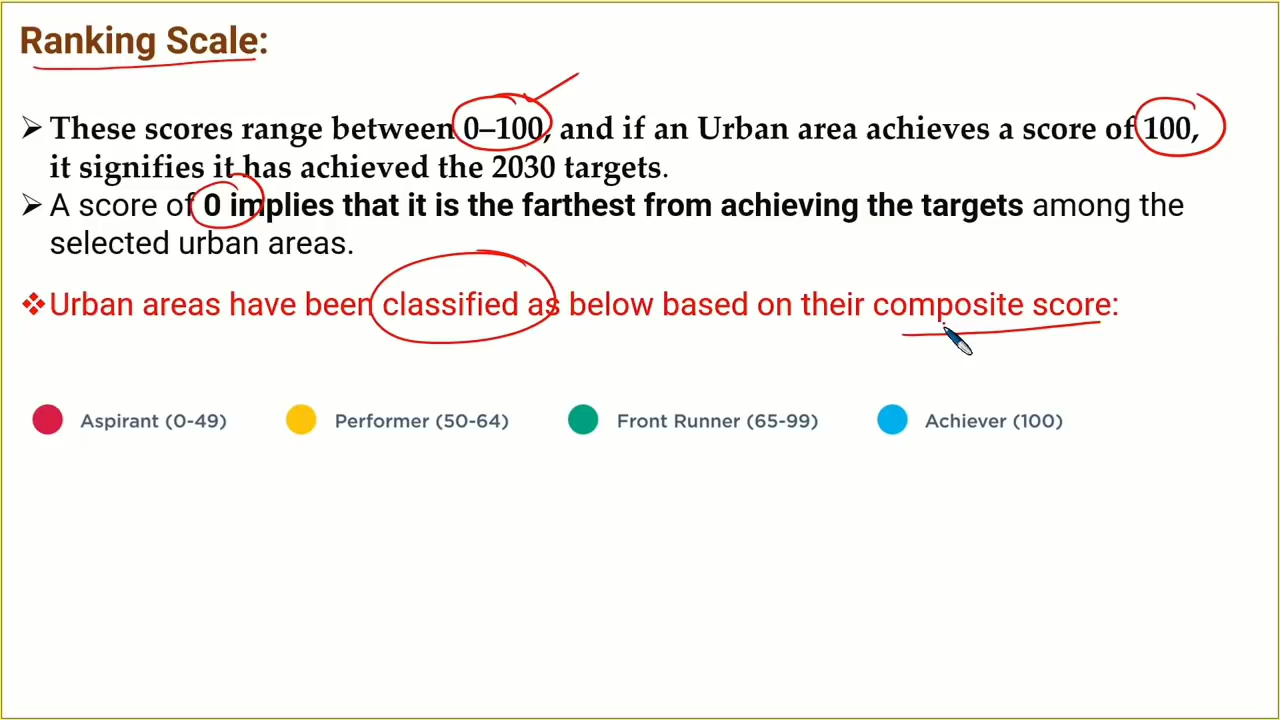 Ranking Scale:
➢ These scores range between 0–100, and if an Urban area achieves a score of 100,
it signifies it has achieved the 2030 targets.
➢ A score of 0 implies that it is the farthest from achieving the targets among the
selected urban areas.
❖ Urban areas have been classified as below based on their composite score:
Aspirant (0-49) Performer (50-64) Front Runner (65-99) Achiever (100)